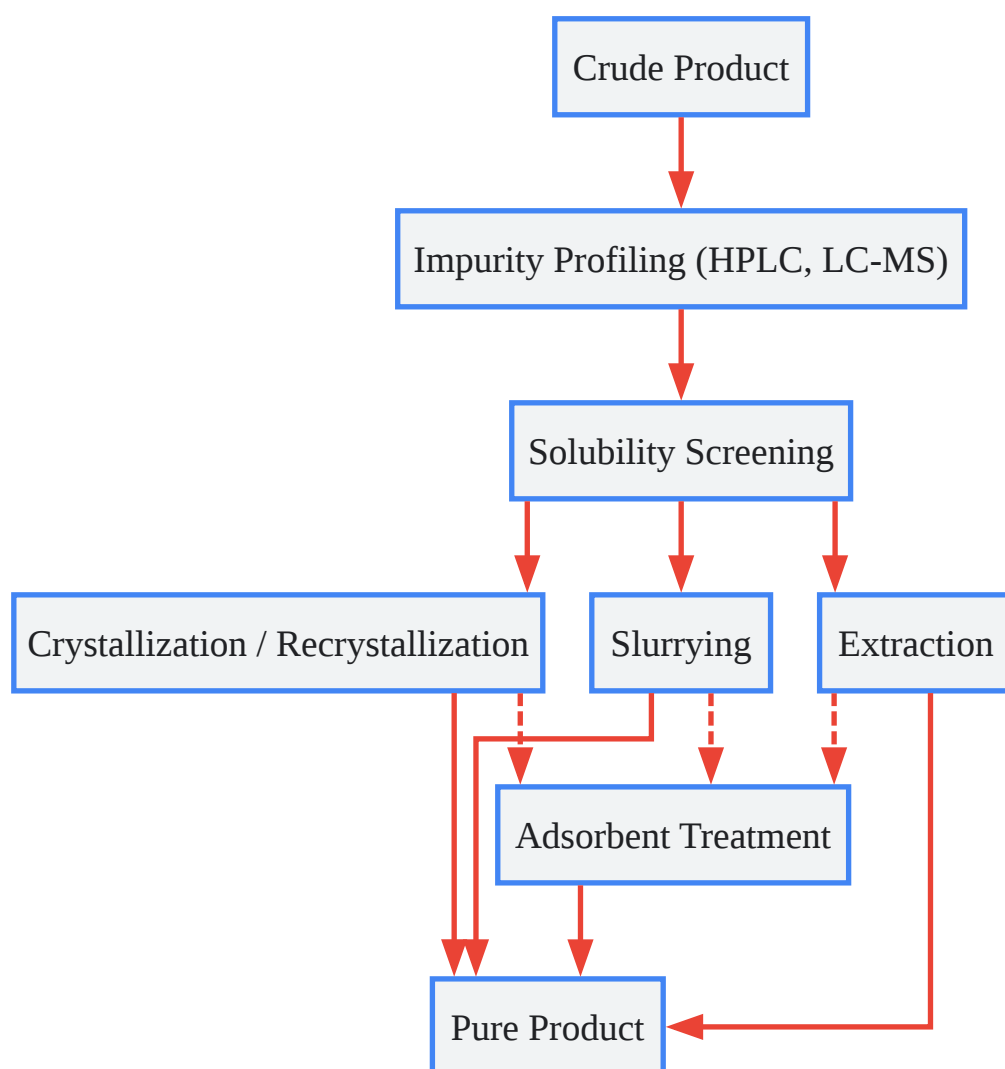 Crude Product
Impurity Profiling (HPLC, LC-MS)
Solubility Screening
Crystallization / Recrystallization
Slurrying
Extraction
Adsorbent Treatment
Pure Product